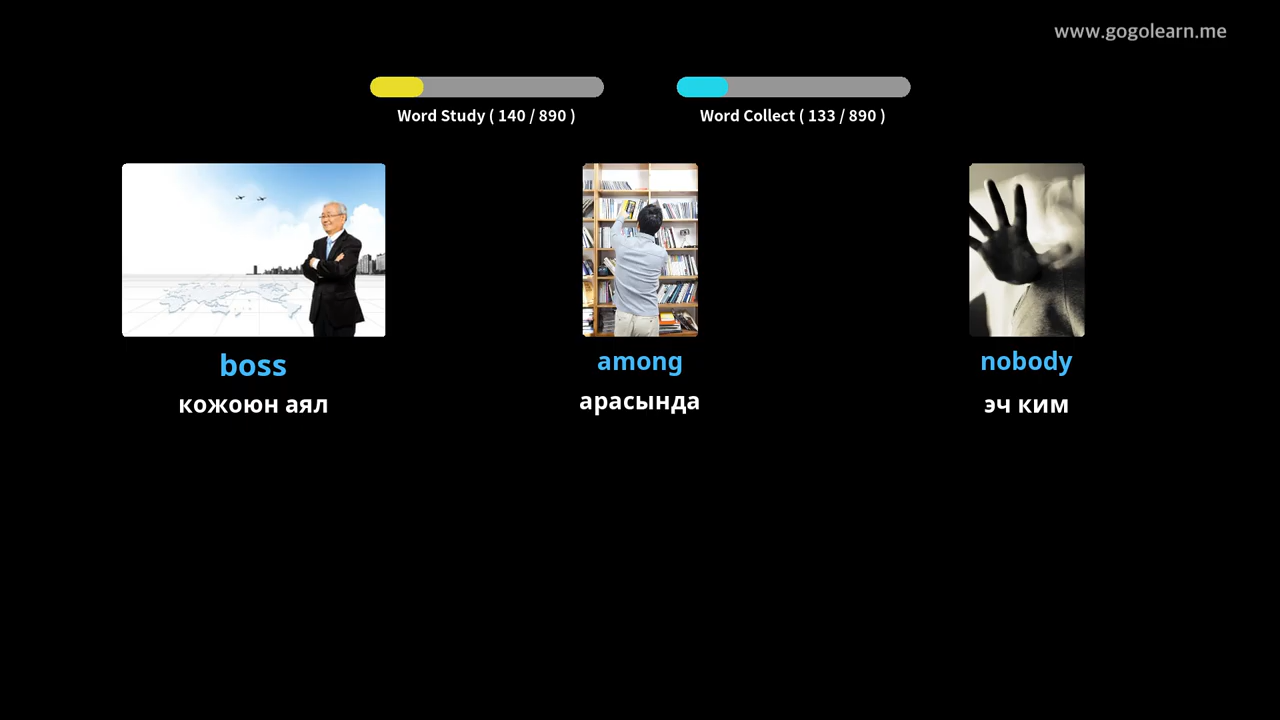 www.gogolearn.me
Word Study ( 140 / 890 )
Word Collect ( 133 / 890 )
boss
кожоюн аял
among
арасында
nobody
эч ким